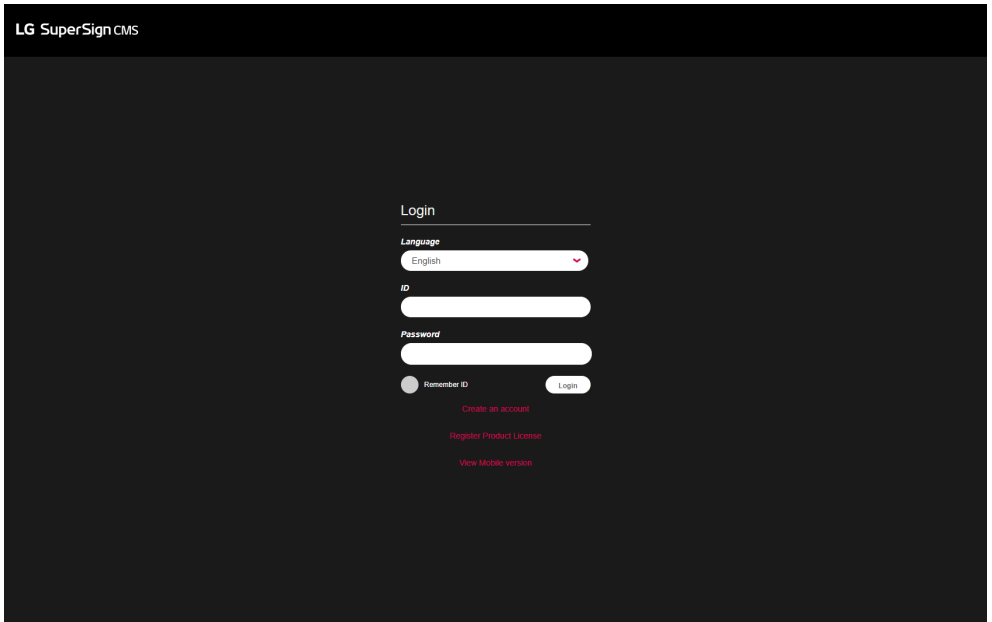 LG SuperSign CMS
Login
Language
English
ID
Password
Remember ID
Login
Create an account
Register Product License
View Mobile version